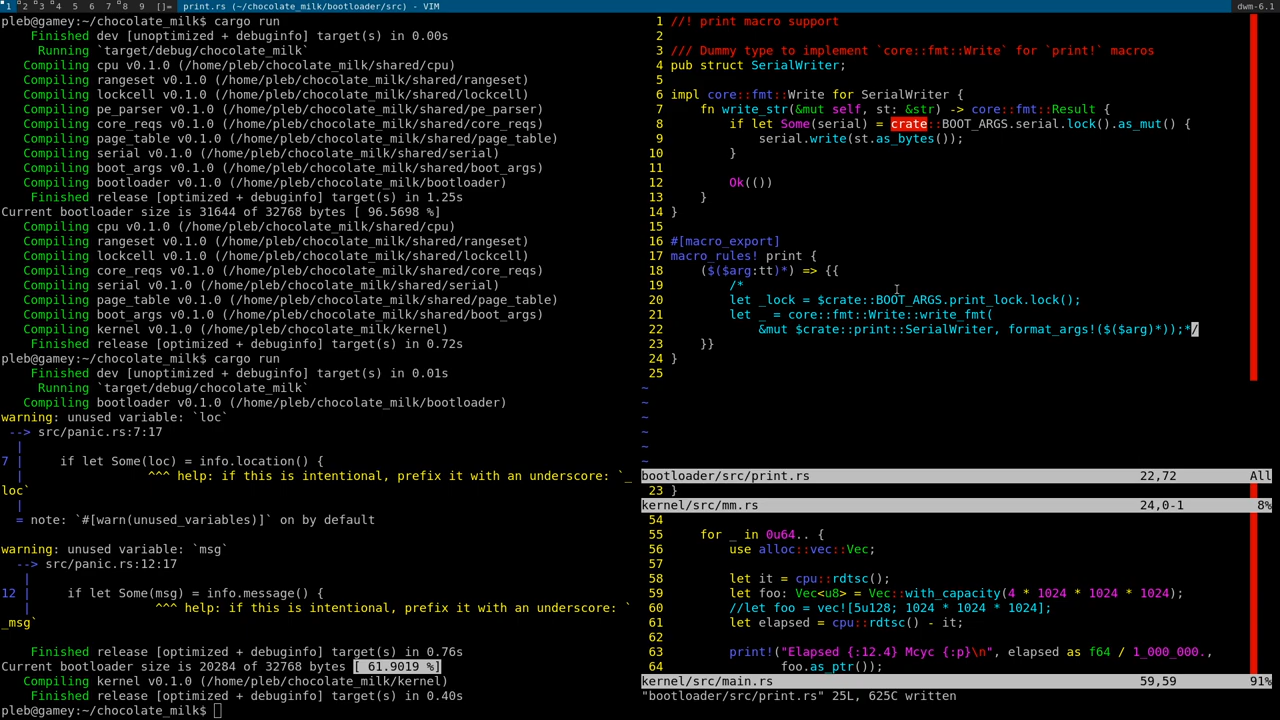 1 2 3 4 5 6 7 8 9 []= print.rs (~/chocolate_milk/bootloader/src) - VIM dwm-6.1
pleb@gamey:~/chocolate_milk$ cargo run
Finished dev [unoptimized + debuginfo] target(s) in 0.00s
Running `target/debug/chocolate_milk`
Compiling cpu v0.1.0 (/home/pleb/chocolate_milk/shared/cpu)
Compiling rangeset v0.1.0 (/home/pleb/chocolate_milk/shared/rangeset)
Compiling lockcell v0.1.0 (/home/pleb/chocolate_milk/shared/lockcell)
Compiling pe_parser v0.1.0 (/home/pleb/chocolate_milk/shared/pe_parser)
Compiling core_reqs v0.1.0 (/home/pleb/chocolate_milk/shared/core_reqs)
Compiling page_table v0.1.0 (/home/pleb/chocolate_milk/shared/page_table)
Compiling serial v0.1.0 (/home/pleb/chocolate_milk/shared/serial)
Compiling boot_args v0.1.0 (/home/pleb/chocolate_milk/shared/boot_args)
Compiling bootloader v0.1.0 (/home/pleb/chocolate_milk/bootloader)
Finished release [optimized + debuginfo] target(s) in 1.25s
Current bootloader size is 31644 of 32768 bytes [ 96.5698 %]
Compiling cpu v0.1.0 (/home/pleb/chocolate_milk/shared/cpu)
Compiling rangeset v0.1.0 (/home/pleb/chocolate_milk/shared/rangeset)
Compiling lockcell v0.1.0 (/home/pleb/chocolate_milk/shared/lockcell)
Compiling core_reqs v0.1.0 (/home/pleb/chocolate_milk/shared/core_reqs)
Compiling serial v0.1.0 (/home/pleb/chocolate_milk/shared/serial)
Compiling page_table v0.1.0 (/home/pleb/chocolate_milk/shared/page_table)
Compiling boot_args v0.1.0 (/home/pleb/chocolate_milk/shared/boot_args)
Compiling kernel v0.1.0 (/home/pleb/chocolate_milk/kernel)
Finished release [optimized + debuginfo] target(s) in 0.72s
pleb@gamey:~/chocolate_milk$ cargo run
Finished dev [unoptimized + debuginfo] target(s) in 0.01s
Running `target/debug/chocolate_milk`
Compiling bootloader v0.1.0 (/home/pleb/chocolate_milk/bootloader)
warning: unused variable: `loc`
--> src/panic.rs:7:17
|
7 |     if let Some(loc) = info.location() {
|                 ^^^ help: if this is intentional, prefix it with an underscore: `_
loc`
|
= note: `#[warn(unused_variables)]` on by default
warning: unused variable: `msg`
--> src/panic.rs:12:17
|
12 |     if let Some(msg) = info.message() {
|                 ^^^ help: if this is intentional, prefix it with an underscore: `
_msg`
Finished release [optimized + debuginfo] target(s) in 0.76s
Current bootloader size is 20284 of 32768 bytes [ 61.9019 %]
Compiling kernel v0.1.0 (/home/pleb/chocolate_milk/kernel)
Finished release [optimized + debuginfo] target(s) in 0.40s
pleb@gamey:~/chocolate_milk$
1 //! print macro support
2
3 /// Dummy type to implement `core::fmt::Write` for `print!` macros
4 pub struct SerialWriter;
5
6 impl core::fmt::Write for SerialWriter {
7     fn write_str(&mut self, st: &str) -> core::fmt::Result {
8         if let Some(serial) = crate::BOOT_ARGS.serial.lock().as_mut() {
9             serial.write(st.as_bytes());
10         }
11
12         Ok(())
13     }
14 }
15
16 #[macro_export]
17 macro_rules! print {
18     ($($arg:tt)*) => {{
19         /*
20         let _lock = $crate::BOOT_ARGS.print_lock.lock();
21         let _ = core::fmt::Write::write_fmt(
22             &mut $crate::print::SerialWriter, format_args!($($arg)*));*/
23     }}
24 }
25
~
~
~
~
~
~
bootloader/src/print.rs 22,72 All
23 }
kernel/src/mm.rs 24,0-1 8%
54
55     for _ in 0u64.. {
56         use alloc::vec::Vec;
57
58         let it = cpu::rdtsc();
59         let foo: Vec<u8> = Vec::with_capacity(4 * 1024 * 1024 * 1024);
60         //let foo = vec![5u128; 1024 * 1024 * 1024];
61         let elapsed = cpu::rdtsc() - it;
62
63         print!("Elapsed {:12.4} Mcyc {:p}\n", elapsed as f64 / 1_000_000.,
64                foo.as_ptr());
kernel/src/main.rs 59,59 91%
"bootloader/src/print.rs" 25L, 625C written